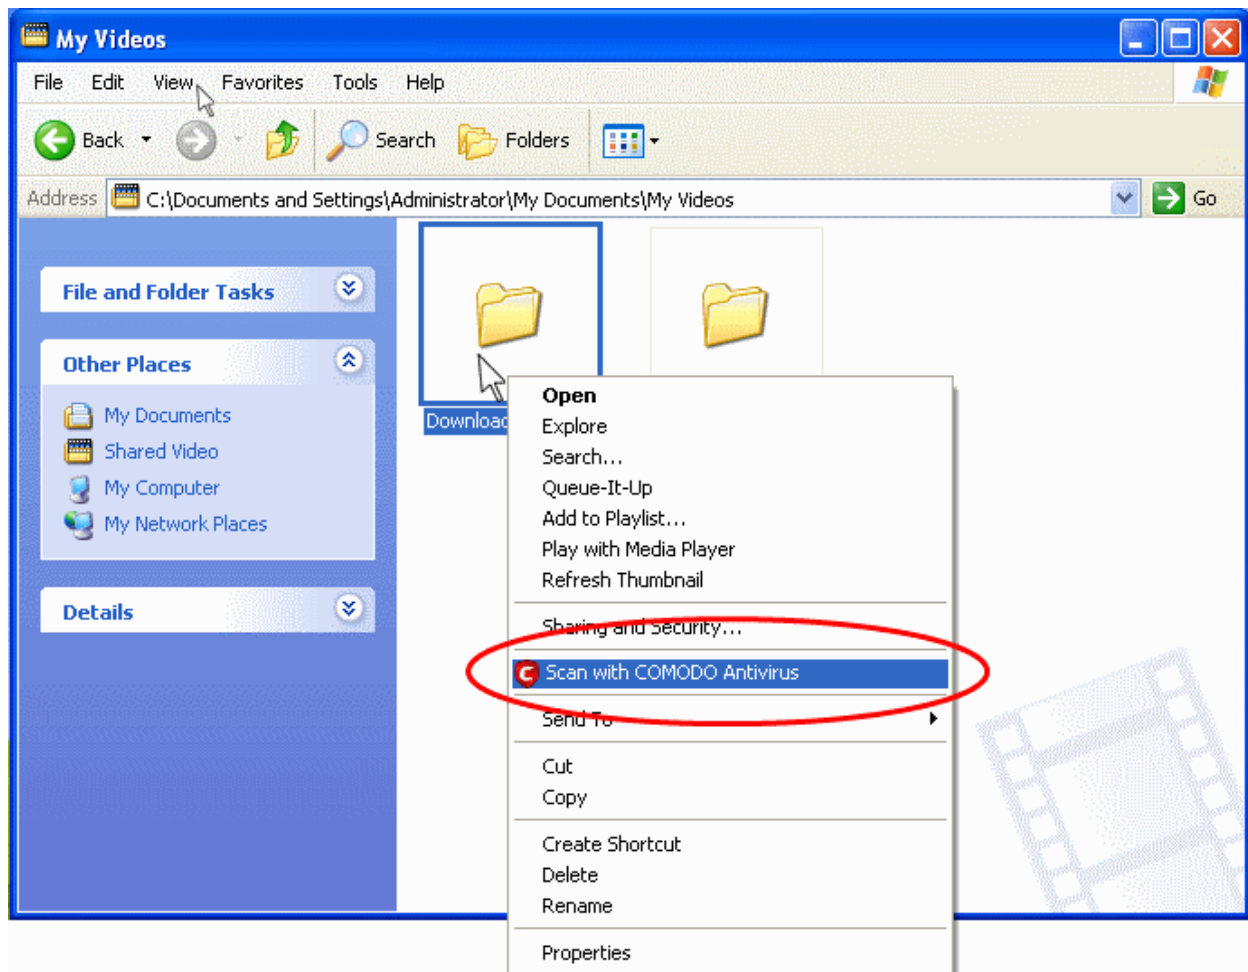 My Videos
File Edit View Favorites Tools Help
Back Search Folders
Address C:\Documents and Settings\Administrator\My Documents\My Videos Go
File and Folder Tasks
Other Places
My Documents
Shared Video
My Computer
My Network Places
Details
Downloa
Open
Explore
Search...
Queue-It-Up
Add to Playlist...
Play with Media Player
Refresh Thumbnail
Sharing and Security...
Scan with COMODO Antivirus
Send To
Cut
Copy
Create Shortcut
Delete
Rename
Properties